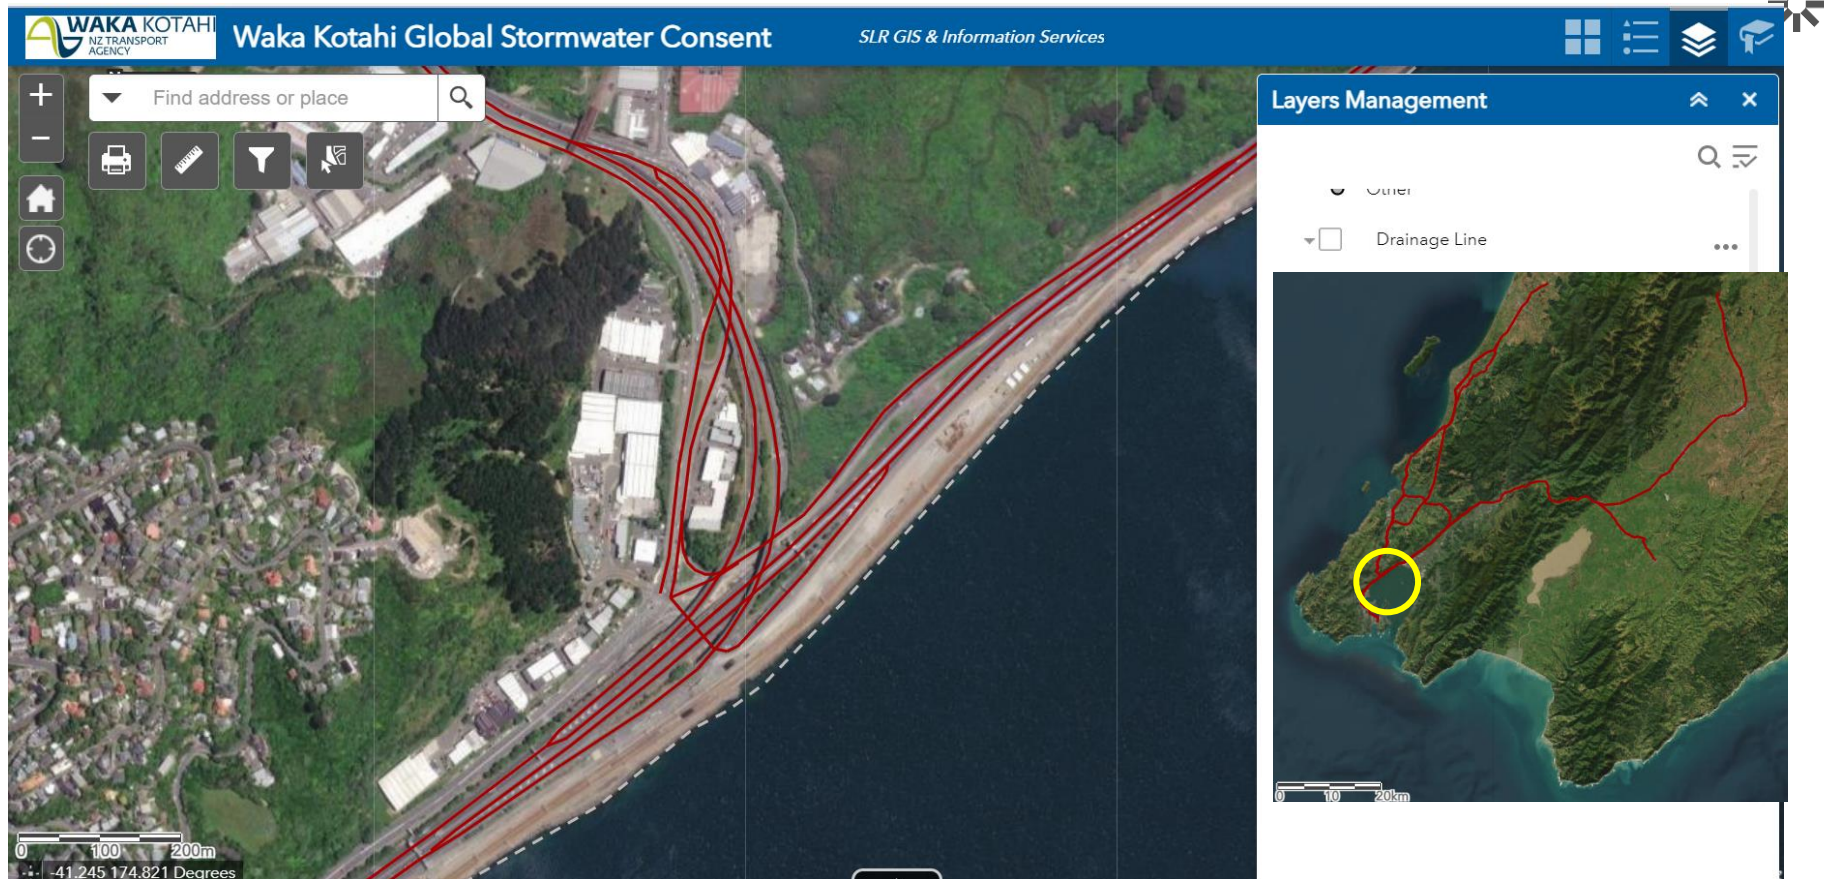 WAKA KOTAHI
NZ TRANSPORT
AGENCY
Waka Kotahi Global Stormwater Consent
SLR GIS & Information Services
Find address or place
Layers Management
Other
Drainage Line
0 10 20km
0 100 200m
-41.245 174.821 Degrees